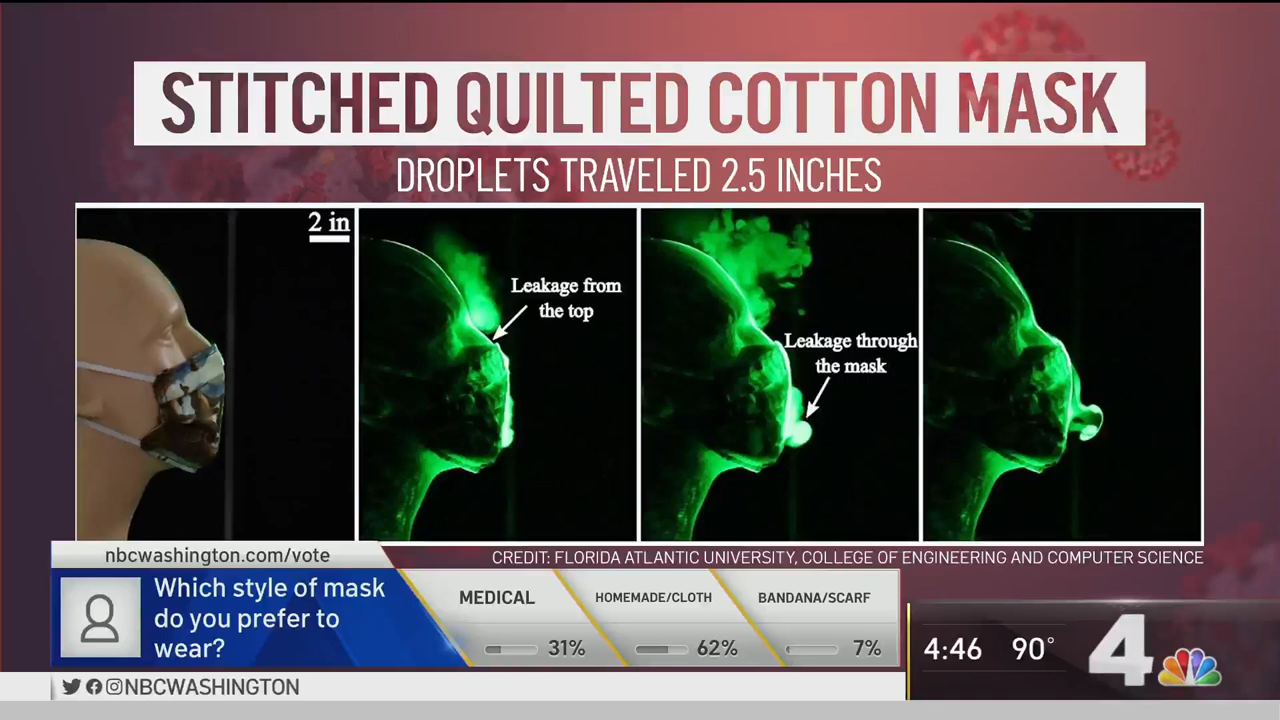 STITCHED QUILTED COTTON MASK
DROPLETS TRAVELED 2.5 INCHES
2 in
Leakage from
the top
Leakage through
the mask
CREDIT: FLORIDA ATLANTIC UNIVERSITY, COLLEGE OF ENGINEERING AND COMPUTER SCIENCE
nbcwashington.com/vote
Which style of mask
do you prefer to
wear?
MEDICAL
31%
HOMEMADE/CLOTH
62%
BANDANA/SCARF
7%
4:46 90° 4
NBCWASHINGTON